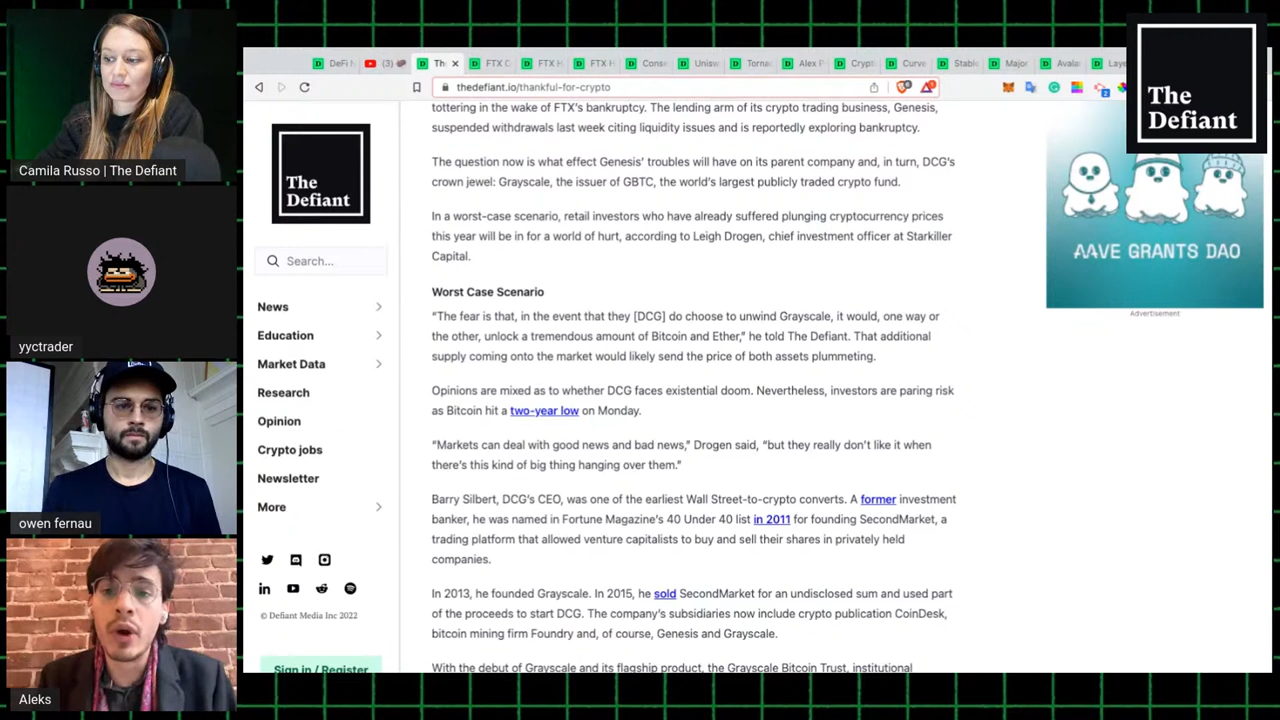 Camila Russo | The Defiant
yyctrader
owen fernau
Aleks
DeFi
(3)
Th
FTX C
FTX H
FTX H
Cons
Unisw
Torna
Alex P
Crypt
Curve
Stabl
Major
Avala
Laye
thedefiant.io/thankful-for-crypto
The
Defiant
The
Defiant
Search...
News
Education
Market Data
Research
Opinion
Crypto jobs
Newsletter
More
© Defiant Media Inc 2022
Sign in / Register
tottering in the wake of FTX's bankruptcy. The lending arm of its crypto trading business, Genesis,
suspended withdrawals last week citing liquidity issues and is reportedly exploring bankruptcy.
The question now is what effect Genesis' troubles will have on its parent company and, in turn, DCG's
crown jewel: Grayscale, the issuer of GBTC, the world's largest publicly traded crypto fund.
In a worst-case scenario, retail investors who have already suffered plunging cryptocurrency prices
this year will be in for a world of hurt, according to Leigh Drogen, chief investment officer at Starkiller
Capital.
Worst Case Scenario
“The fear is that, in the event that they [DCG] do choose to unwind Grayscale, it would, one way or
the other, unlock a tremendous amount of Bitcoin and Ether,” he told The Defiant. That additional
supply coming onto the market would likely send the price of both assets plummeting.
Opinions are mixed as to whether DCG faces existential doom. Nevertheless, investors are paring risk
as Bitcoin hit a two-year low on Monday.
“Markets can deal with good news and bad news,” Drogen said, “but they really don't like it when
there's this kind of big thing hanging over them.”
Barry Silbert, DCG's CEO, was one of the earliest Wall Street-to-crypto converts. A former investment
banker, he was named in Fortune Magazine's 40 Under 40 list in 2011 for founding SecondMarket, a
trading platform that allowed venture capitalists to buy and sell their shares in privately held
companies.
In 2013, he founded Grayscale. In 2015, he sold SecondMarket for an undisclosed sum and used part
of the proceeds to start DCG. The company's subsidiaries now include crypto publication CoinDesk,
bitcoin mining firm Foundry and, of course, Genesis and Grayscale.
With the debut of Grayscale and its flagship product, the Grayscale Bitcoin Trust, institutional
AAVE GRANTS DAO
Advertisement